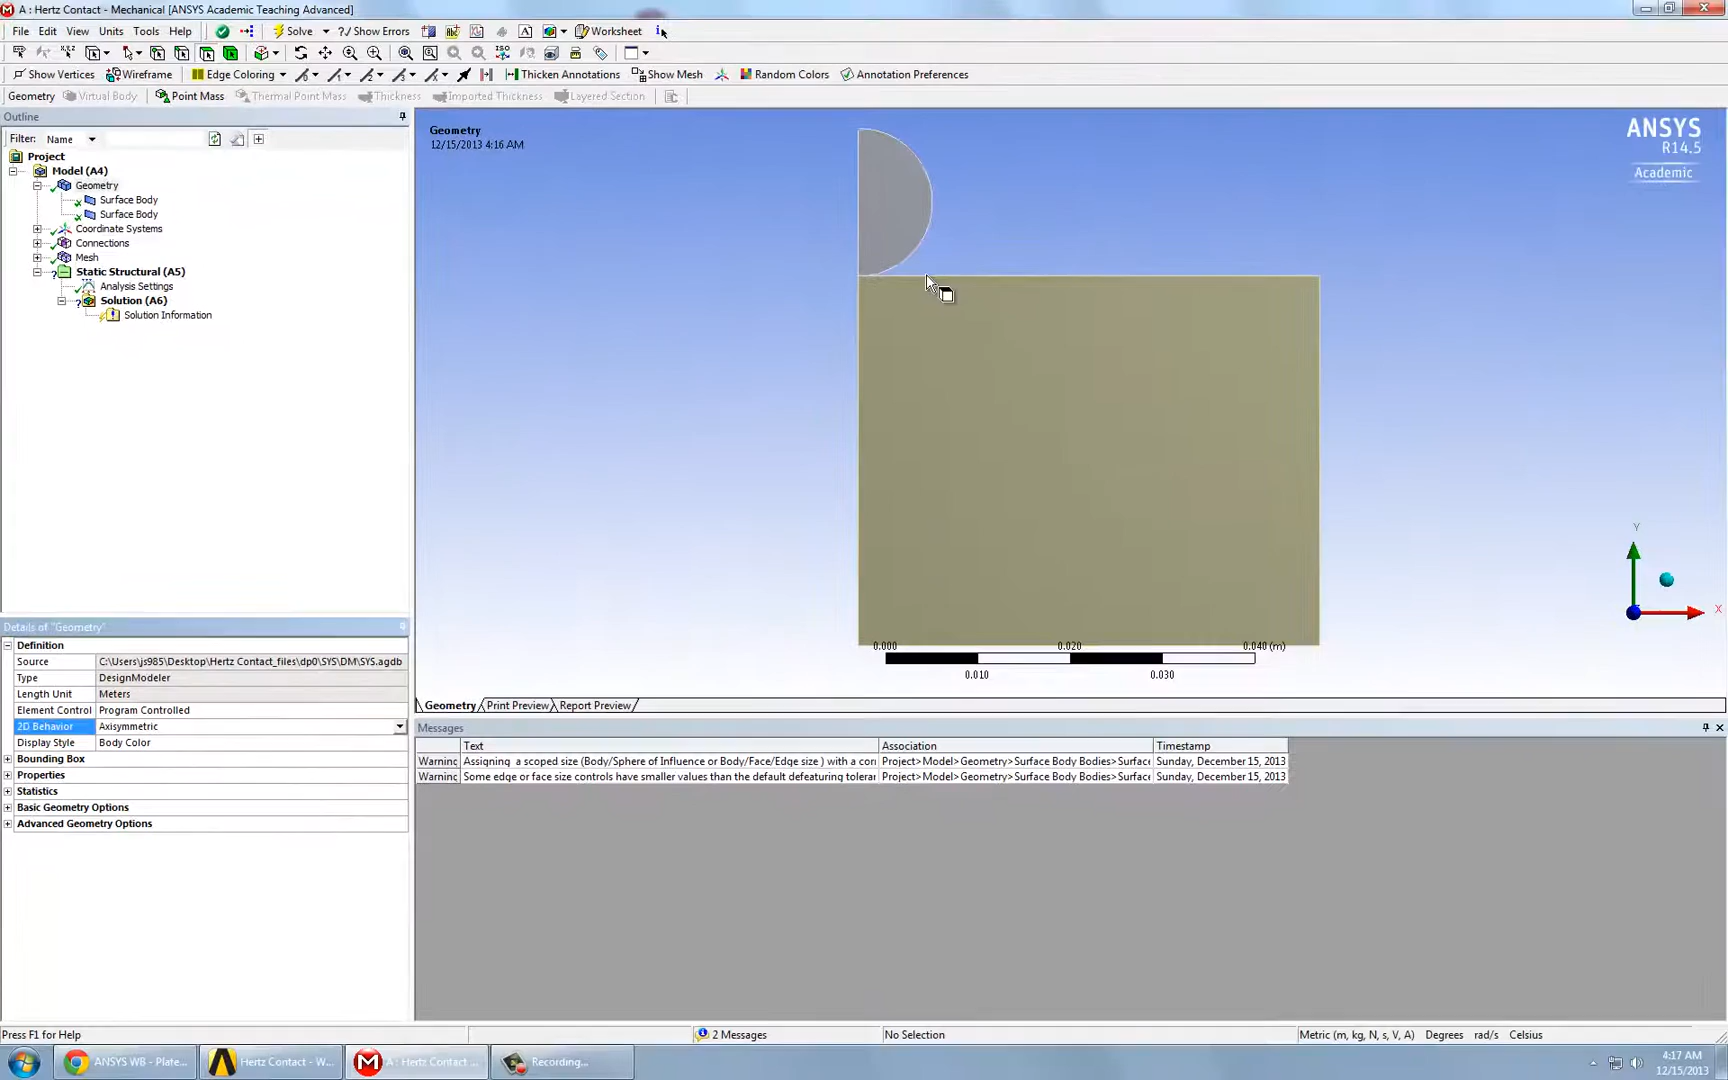 A : Hertz Contact - Mechanical [ANSYS Academic Teaching Advanced]
File Edit View Units Tools Help Solve ?/ Show Errors Worksheet
Show Vertices Wireframe Edge Coloring Thicken Annotations Show Mesh Random Colors Annotation Preferences
Geometry Virtual Body Point Mass Thermal Point Mass Thickness Imported Thickness Layered Section
Outline
Filter: Name
Project
Model (A4)
Geometry
Surface Body
Surface Body
Coordinate Systems
Connections
Mesh
Static Structural (A5)
Analysis Settings
Solution (A6)
Solution Information
Geometry
12/15/2013 4:16 AM
ANSYS
R14.5
Academic
Y
X
0.000 0.020 0.040 (m)
0.010 0.030
Details of "Geometry"
Definition
Source C:\Users\js985\Desktop\Hertz Contact_files\dp0\SYS\DM\SYS.agdb
Type DesignModeler
Length Unit Meters
Element Control Program Controlled
2D Behavior Axisymmetric
Display Style Body Color
Bounding Box
Properties
Statistics
Basic Geometry Options
Advanced Geometry Options
Geometry Print Preview Report Preview
Messages
Text Association Timestamp
Warning Assigning a scoped size (Body/Sphere of Influence or Body/Face/Edge size ) with a con Project>Model>Geometry>Surface Body Bodies>Surface Sunday, December 15, 2013
Warning Some edge or face size controls have smaller values than the default defeaturing tolerar Project>Model>Geometry>Surface Body Bodies>Surface Sunday, December 15, 2013
Press F1 for Help 2 Messages No Selection Metric (m, kg, N, s, V, A) Degrees rad/s Celsius
ANSYS WB - Plate... Hertz Contact - W... A : Hertz Contact ... Recording... 4:17 AM
12/15/2013